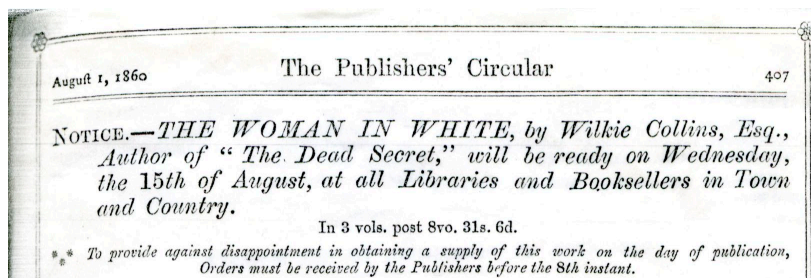 Auguſt 1, 1860 The Publishers' Circular 407
NOTICE.—THE WOMAN IN WHITE, by Wilkie Collins, Esq.,
Author of “ The Dead Secret,” will be ready on Wednesday,
the 15th of August, at all Libraries and Booksellers in Town
and Country.
In 3 vols. post 8vo. 31s. 6d.
*** To provide against disappointment in obtaining a supply of this work on the day of publication,
Orders must be received by the Publishers before the 8th instant.